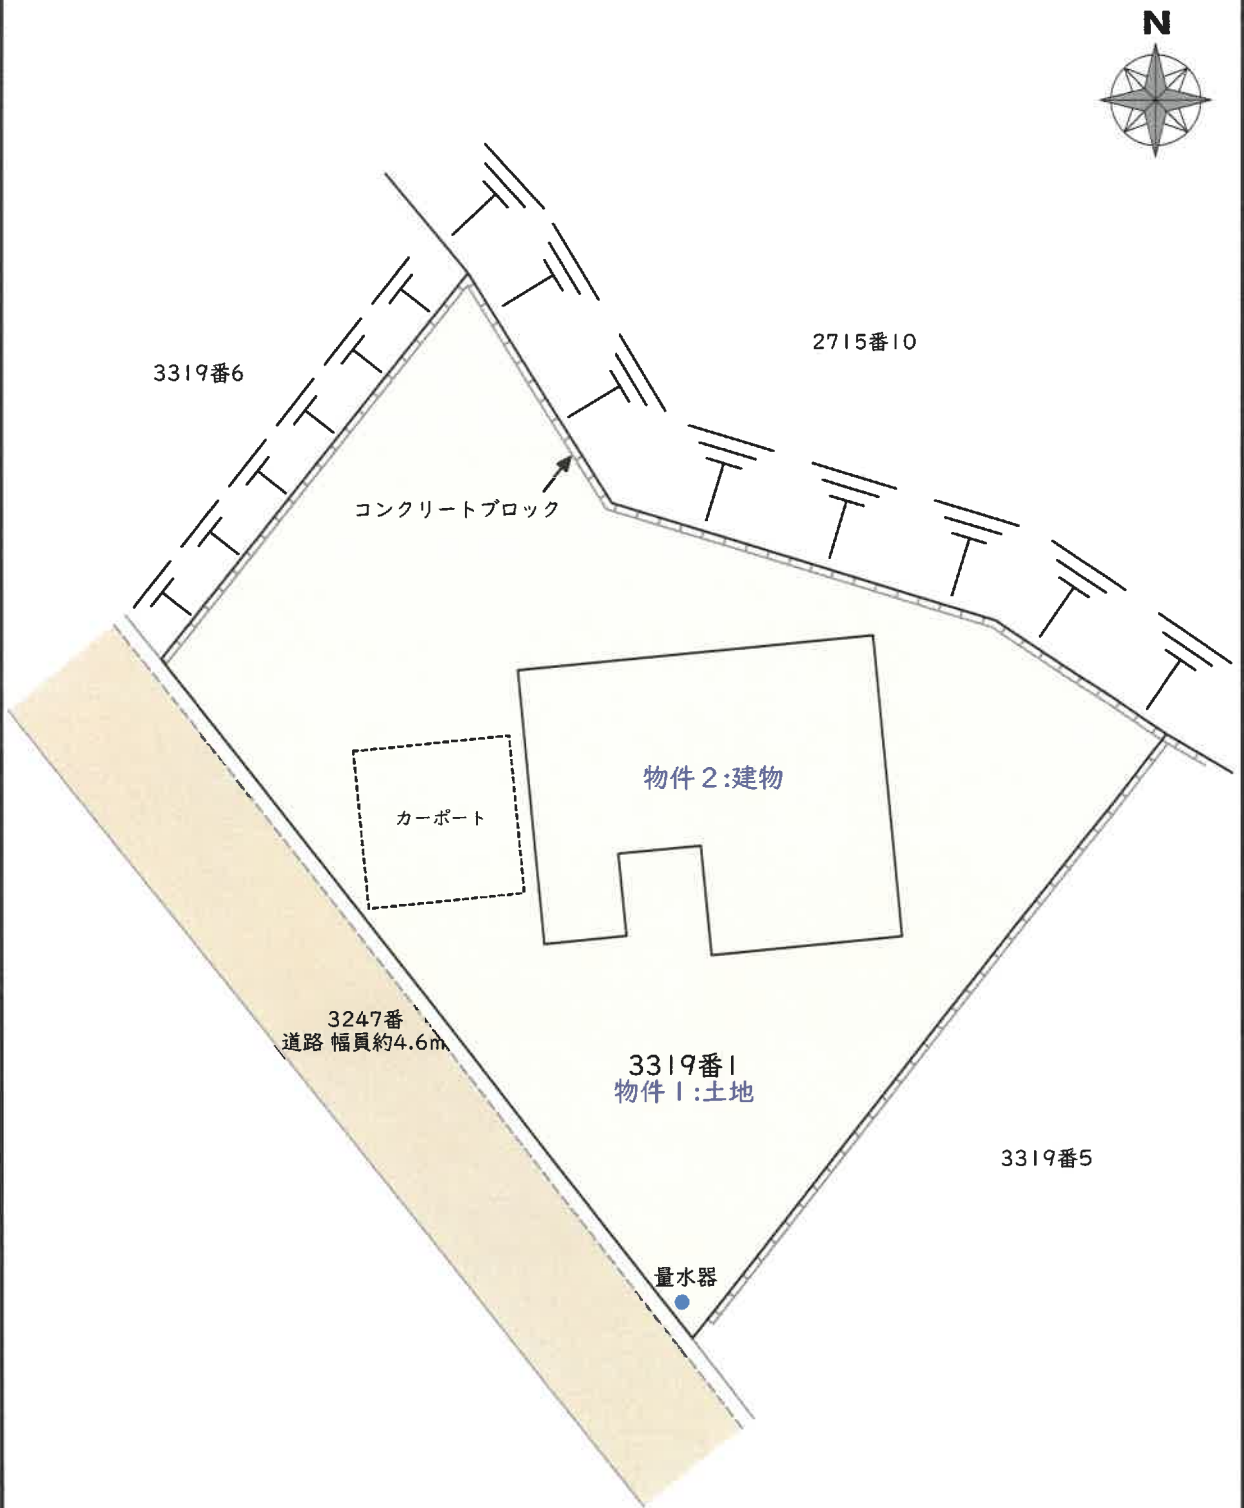 N
2715番10
3319番6
コンクリートブロック
物件2:建物
カーポート
3247番
道路 幅員約4.6m
3319番1
物件1:土地
3319番5
量水器